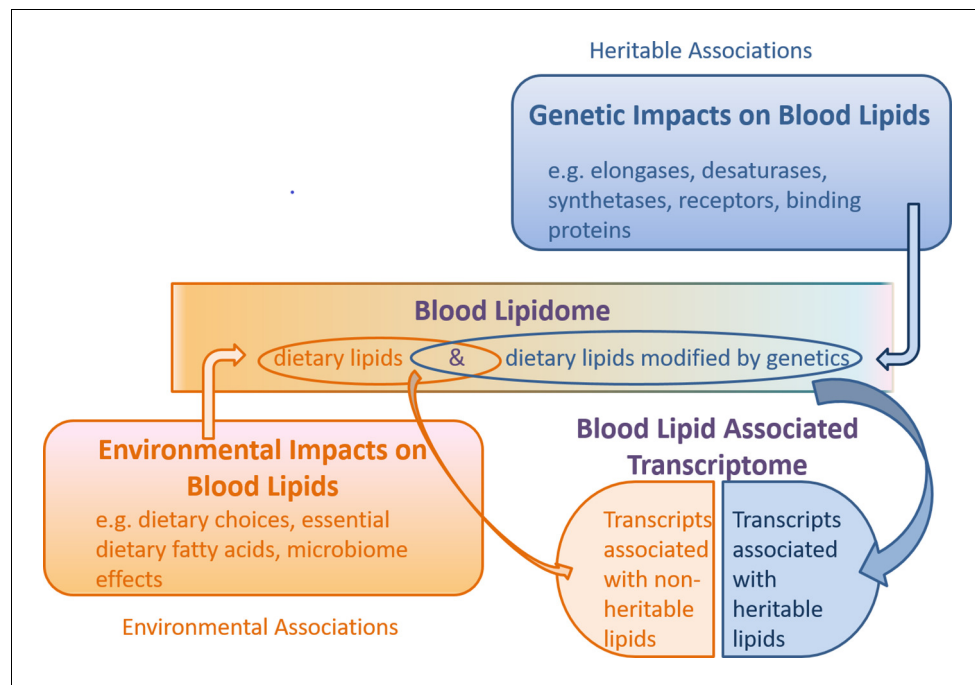 Heritable Associations
Genetic Impacts on Blood Lipids
e.g. elongases, desaturases,
synthetases, receptors, binding
proteins
Blood Lipidome
dietary lipids & dietary lipids modified by genetics
Environmental Impacts on
Blood Lipids
e.g. dietary choices, essential
dietary fatty acids, microbiome
effects
Environmental Associations
Blood Lipid Associated
Transcriptome
Transcripts
associated
with non-
heritable
lipids
Transcripts
associated
with
heritable
lipids